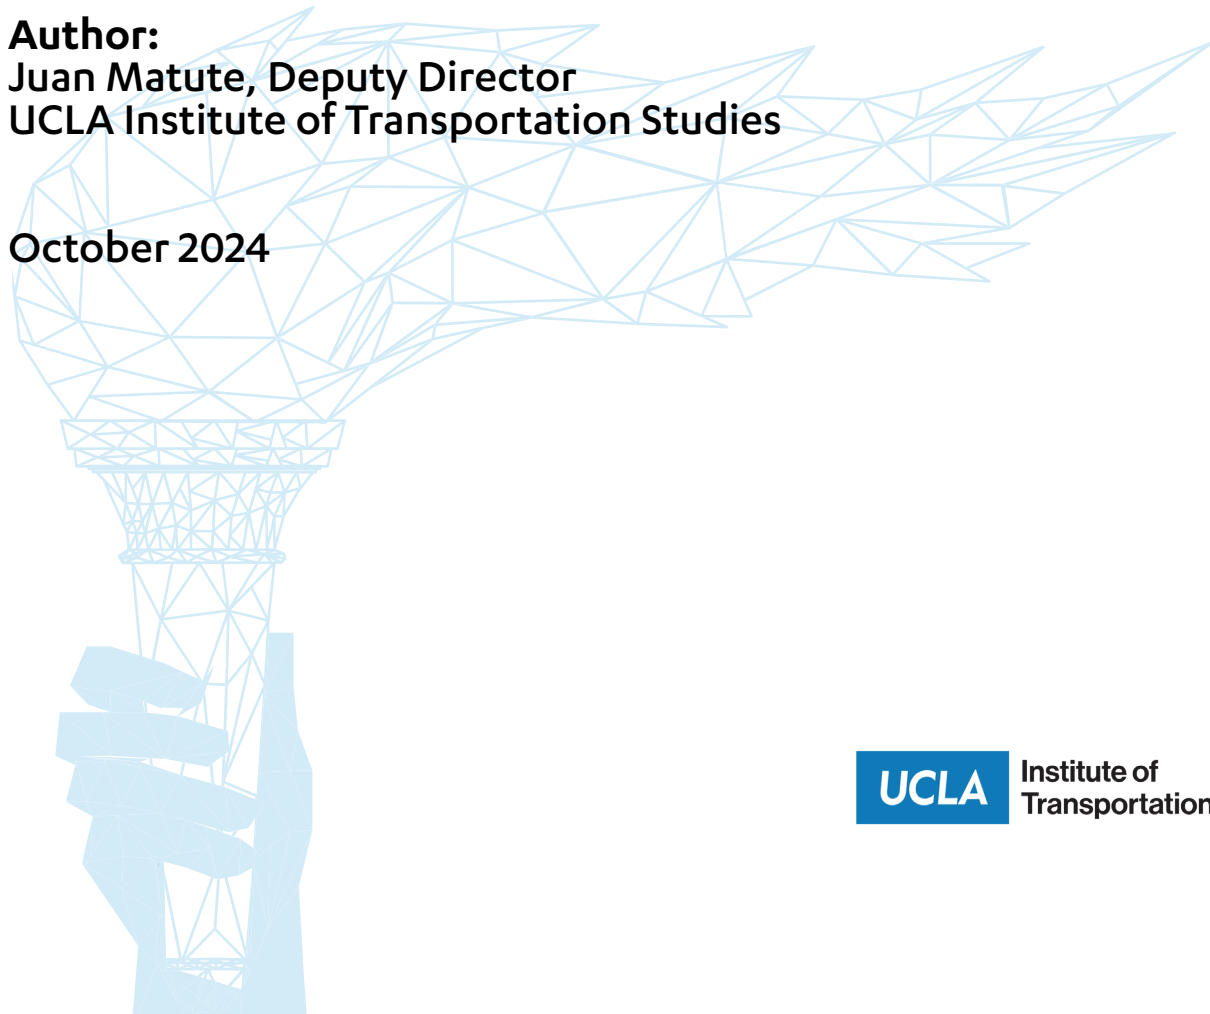 Author:
Juan Matute, Deputy Director
UCLA Institute of Transportation Studies
October 2024
UCLA
Institute of
Transportation